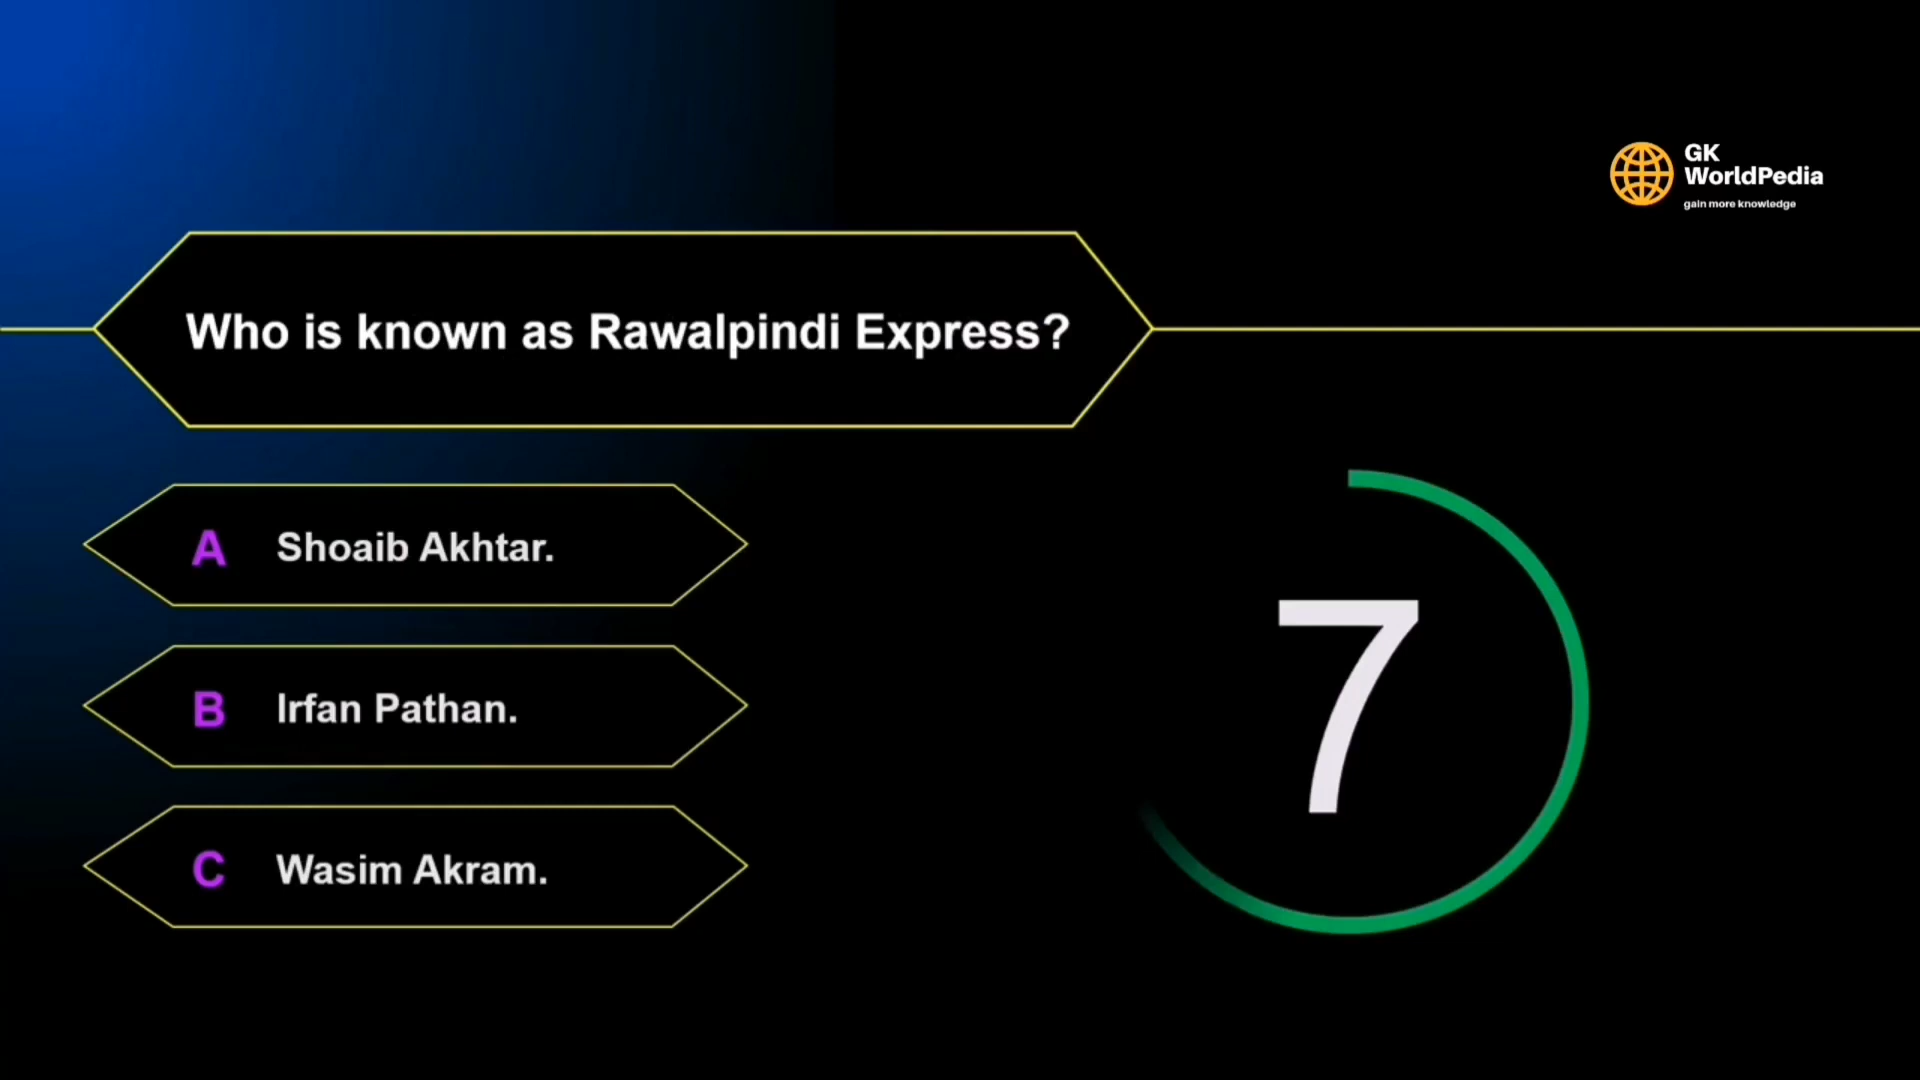 GK
WorldPedia
gain more knowledge
Who is known as Rawalpindi Express?
A Shoaib Akhtar.
B Irfan Pathan.
C Wasim Akram.
7